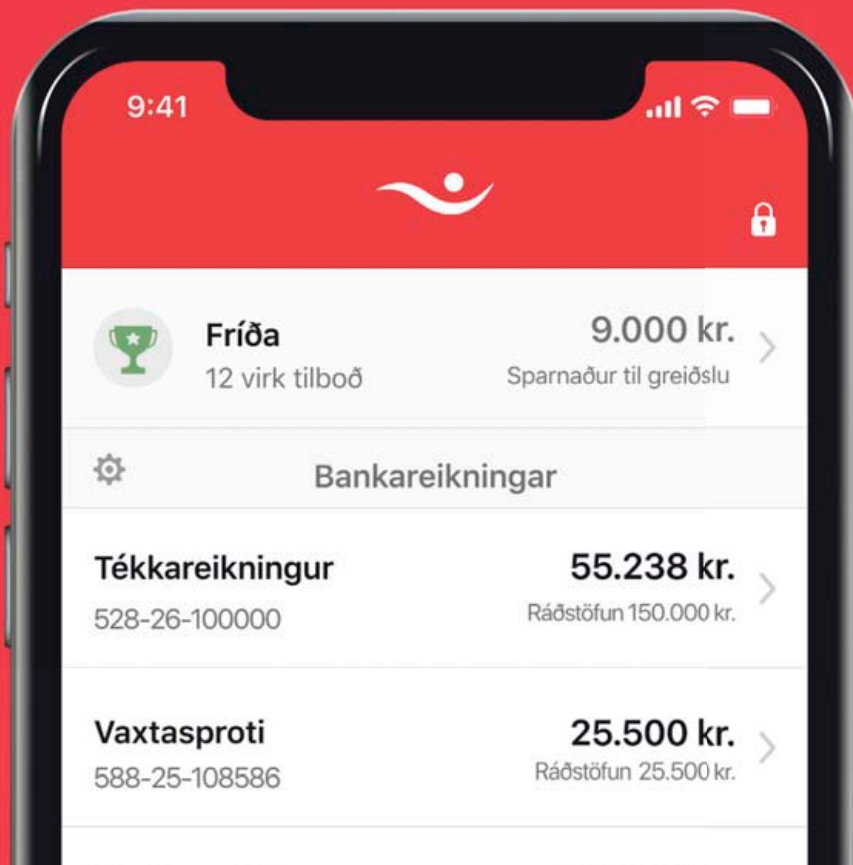 9:41
Fríða
12 virk tilboð
9.000 kr.
Sparnaður til greiðslu
Bankareikningar
Tékkareikningur
528-26-100000
55.238 kr.
Ráðstöfun 150.000 kr.
Vaxtasproti
588-25-108586
25.500 kr.
Ráðstöfun 25.500 kr.